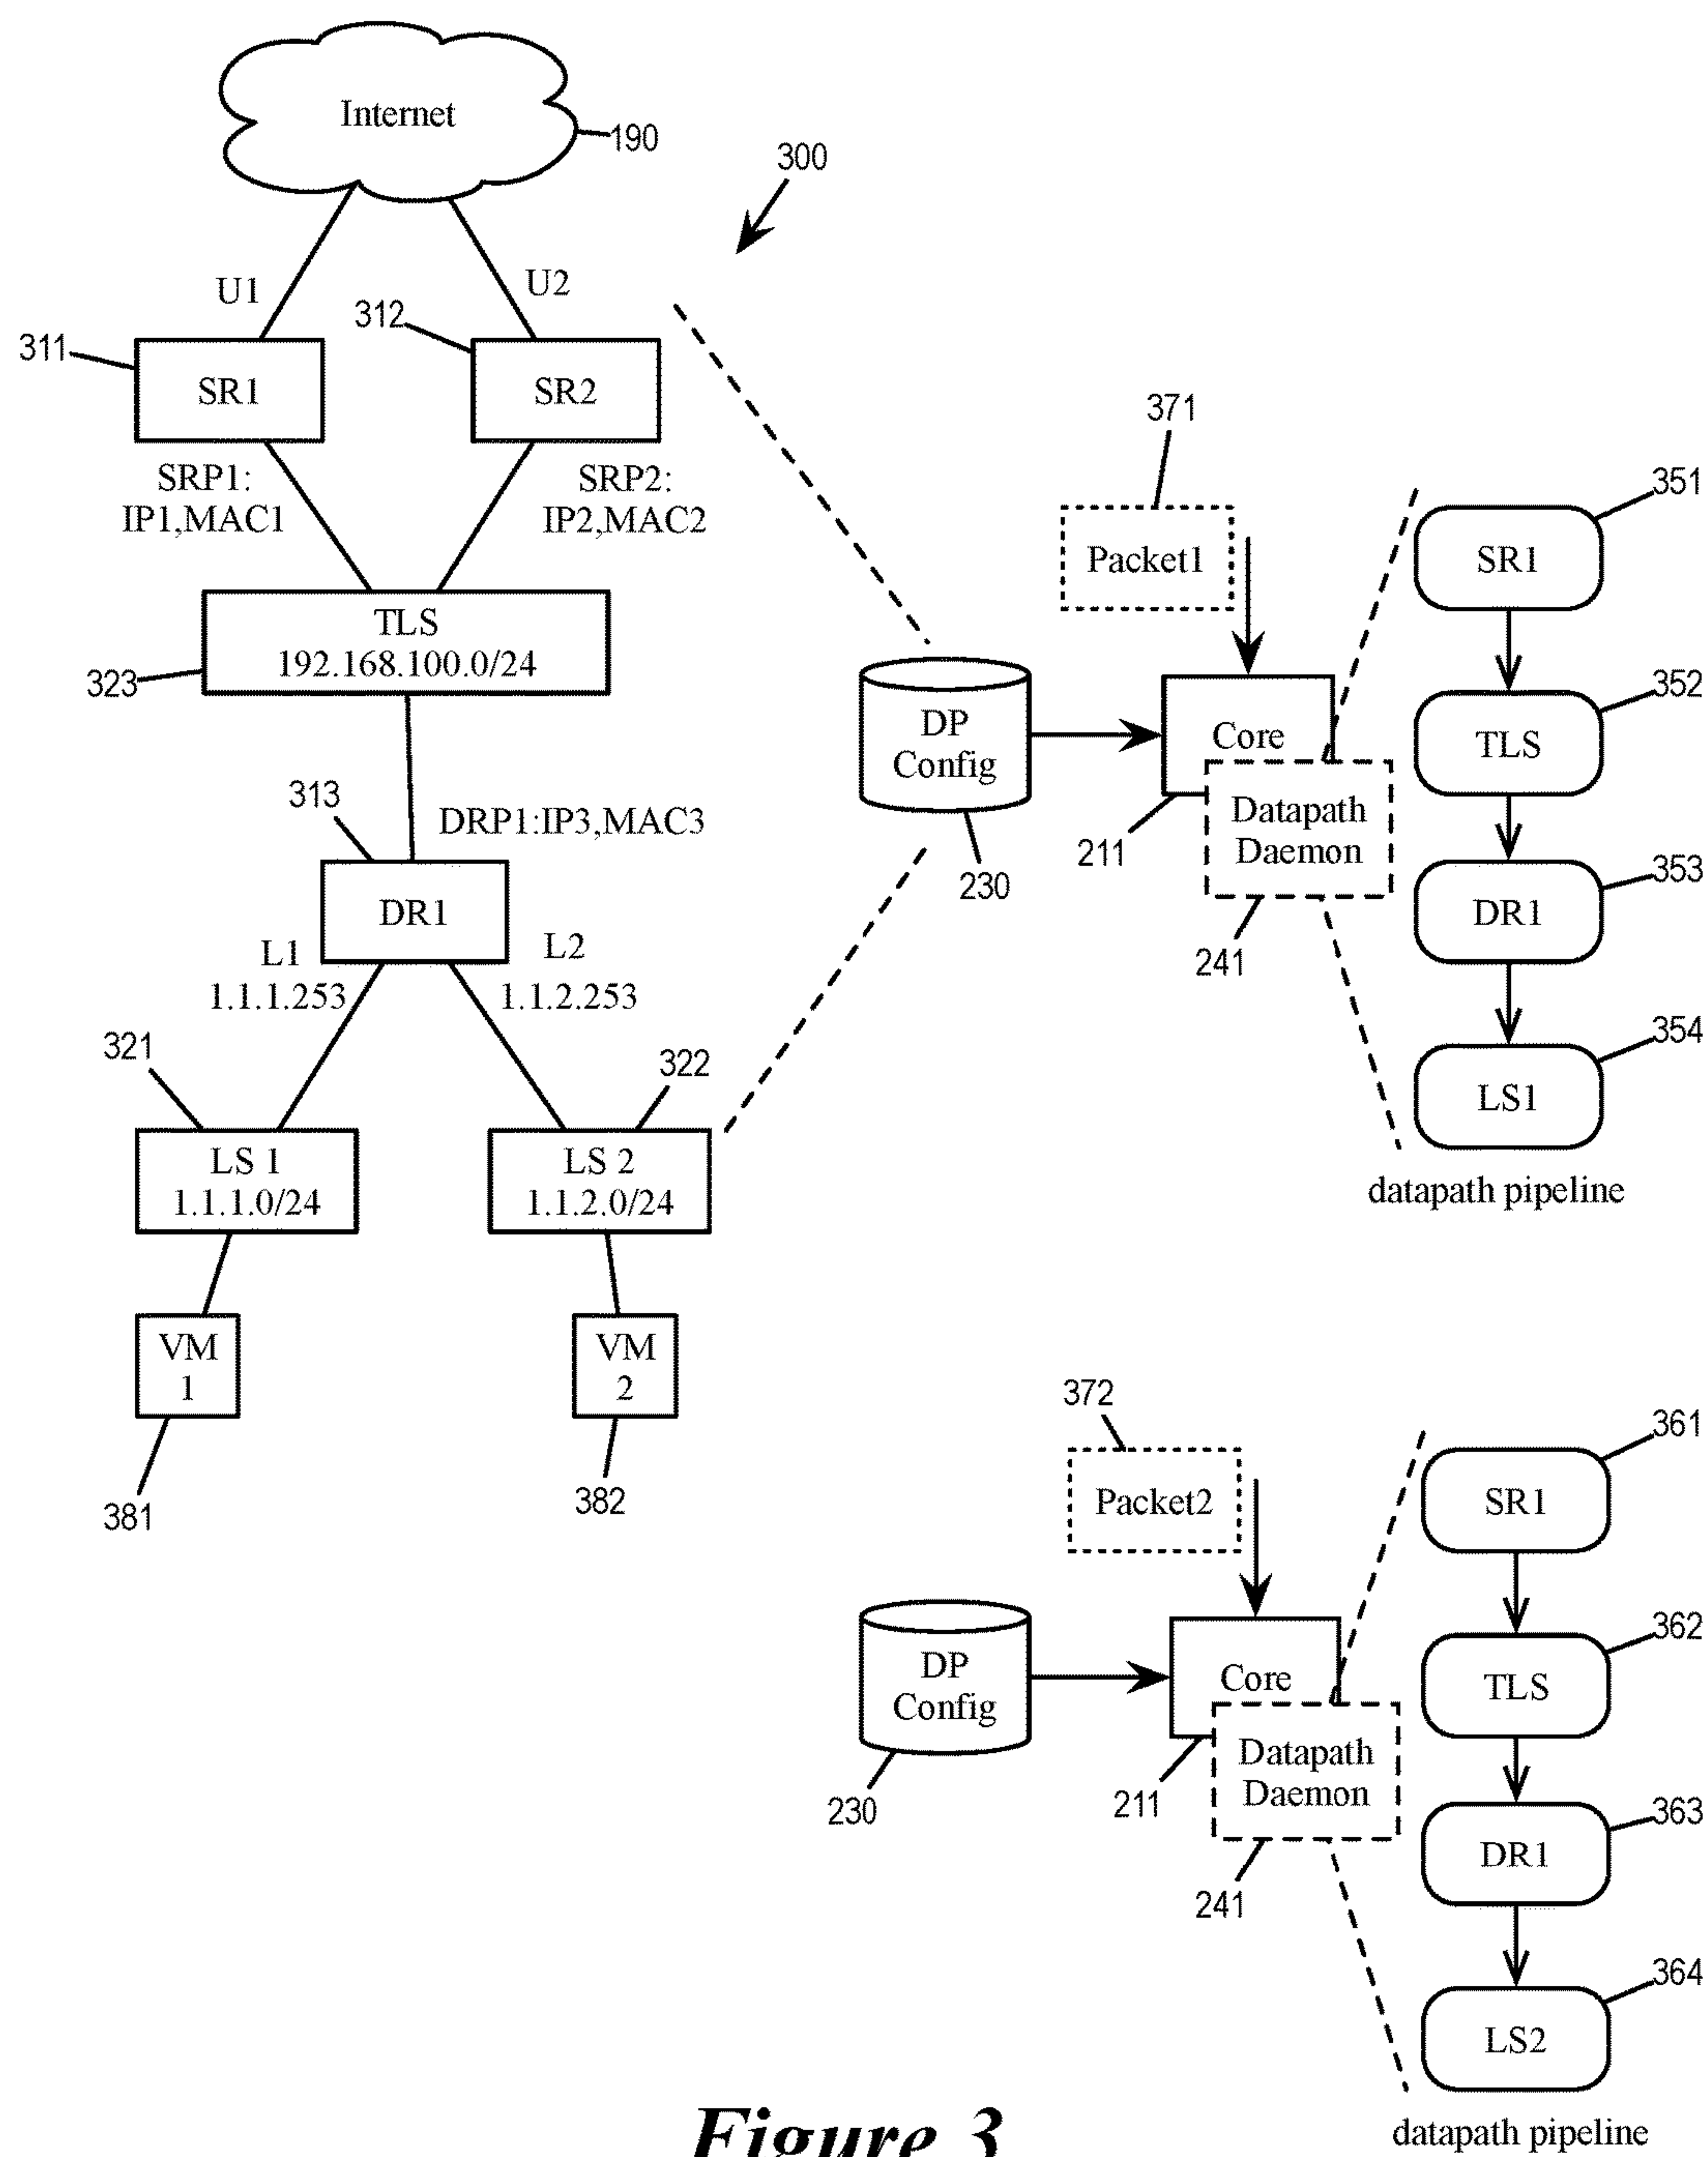 Internet
190
300
U1
U2
311
312
SR1
SR2
SRP1:
IP1,MAC1
SRP2:
IP2,MAC2
TLS
192.168.100.0/24
323
313
DRP1:IP3,MAC3
DR1
L1
1.1.1.253
L2
1.1.2.253
321
322
LS 1
1.1.1.0/24
LS 2
1.1.2.0/24
VM
1
VM
2
381
382
371
Packet1
DP
Config
230
Core
211
Datapath
Daemon
241
351
SR1
352
TLS
353
DR1
354
LS1
datapath pipeline
372
Packet2
DP
Config
230
Core
211
Datapath
Daemon
241
361
SR1
362
TLS
363
DR1
364
LS2
datapath pipeline
Figure 3